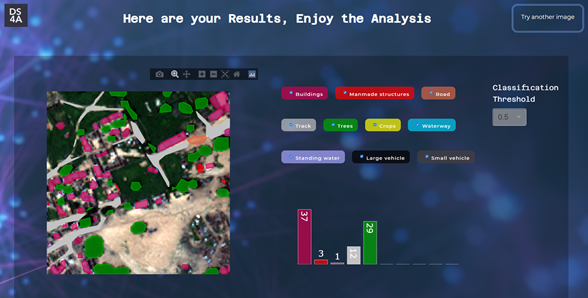 DS
4A
Here are your Results, Enjoy the Analysis
Try another image
Buildings
Manmade structures
Road
Classification
Threshold
0.5
Track
Trees
Crops
Waterway
Standing water
Large vehicle
Small vehicle
37
3
1
12
29